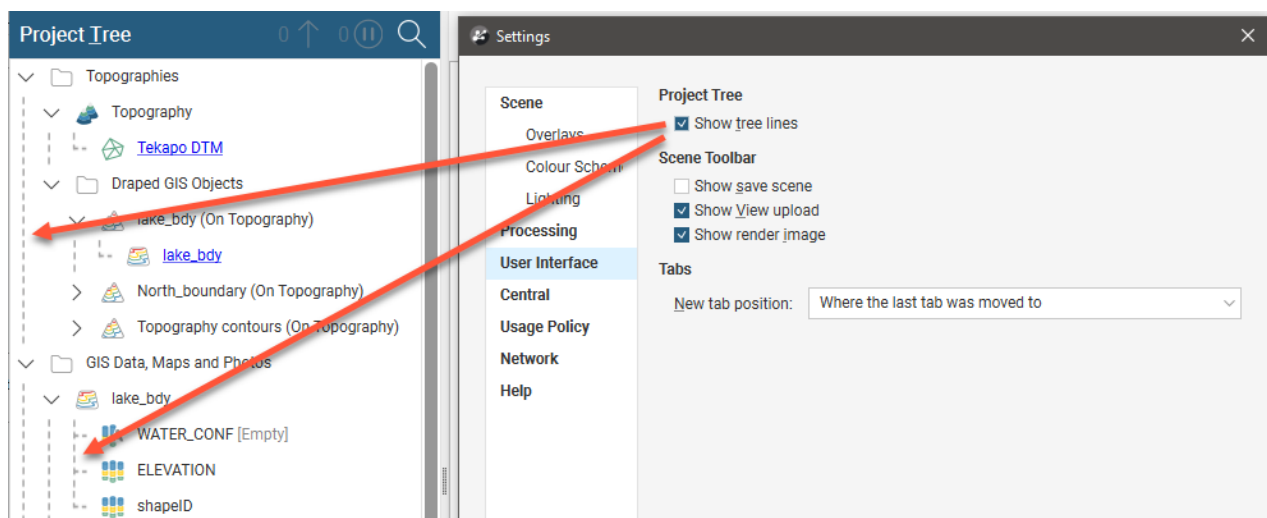 Project Tree 0 0
Topographies
Topography
Tekapo DTM
Draped GIS Objects
lake_bdy (On Topography)
lake_bdy
North_boundary (On Topography)
Topography contours (On Topography)
GIS Data, Maps and Photos
lake_bdy
WATER_CONF [Empty]
ELEVATION
shapeID
Settings
Scene
Overlays
Colour Schem
Lighting
Processing
User Interface
Central
Usage Policy
Network
Help
Project Tree
Show tree lines
Scene Toolbar
Show save scene
Show View upload
Show render image
Tabs
New tab position: Where the last tab was moved to